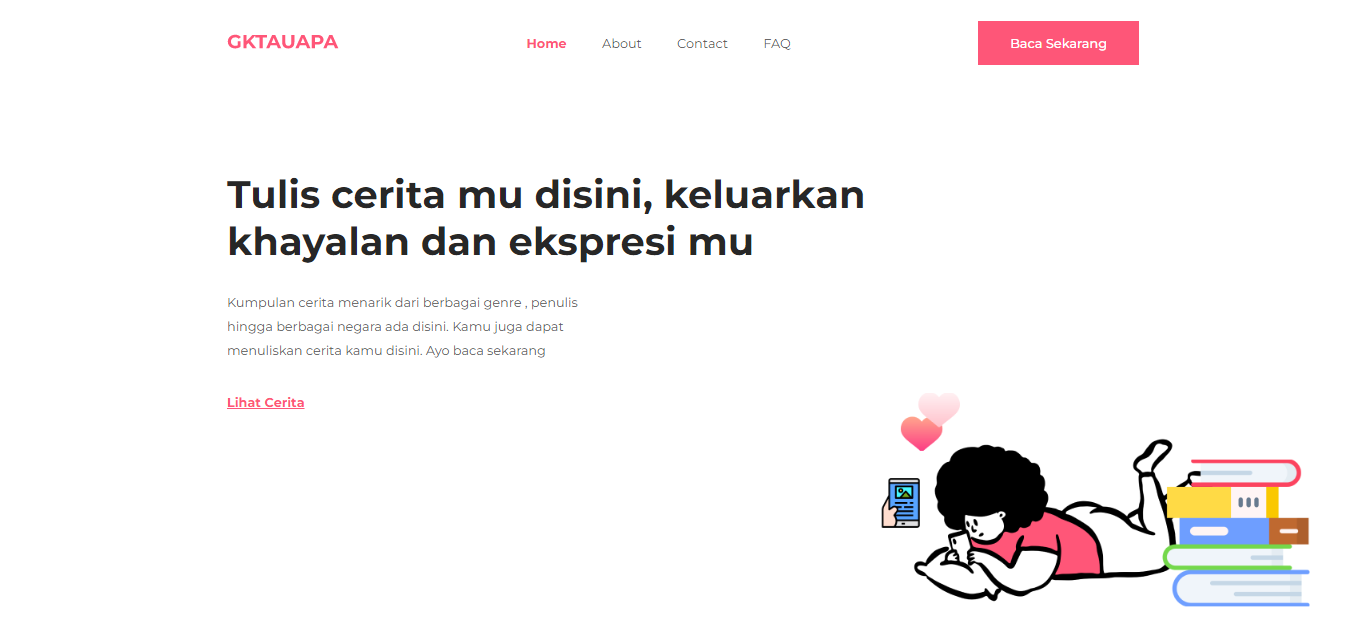 GKTAUAPA
Home
About
Contact
FAQ
Baca Sekarang
Tulis cerita mu disini, keluarkan
khayalan dan ekspresi mu
Kumpulan cerita menarik dari berbagai genre , penulis
hingga berbagai negara ada disini. Kamu juga dapat
menuliskan cerita kamu disini. Ayo baca sekarang
Lihat Cerita